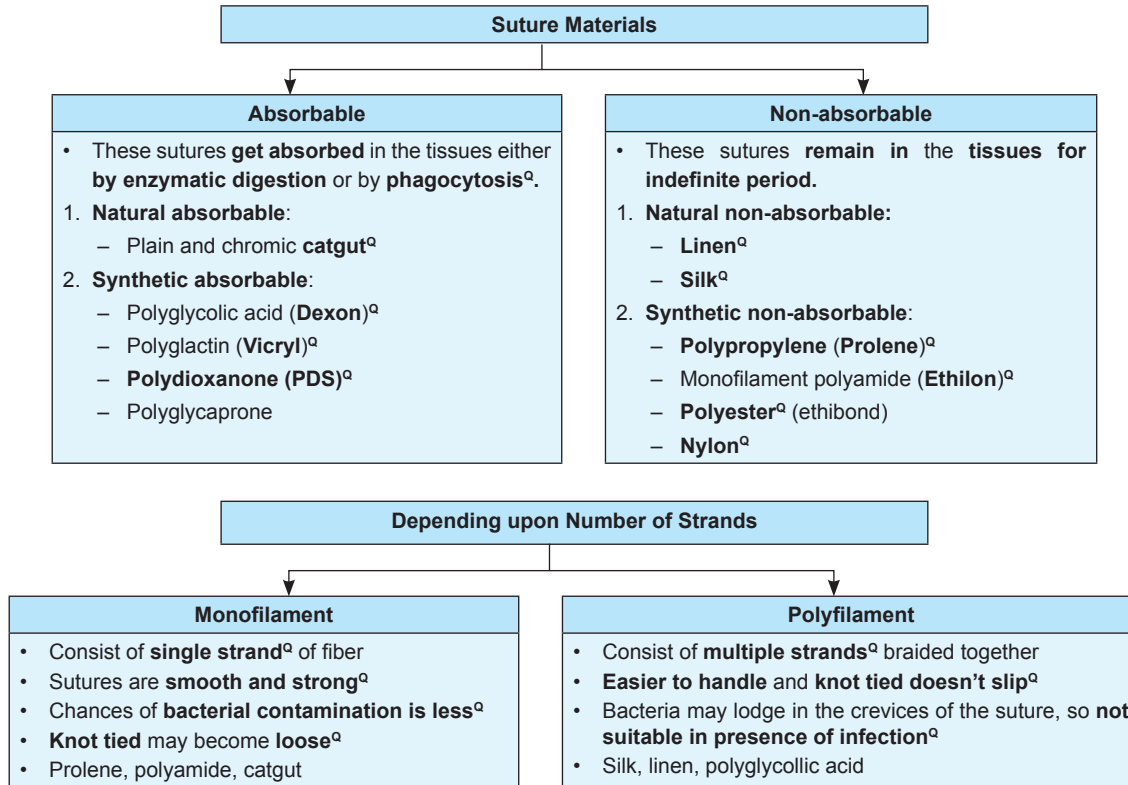 Suture Materials
Absorbable
• These sutures get absorbed in the tissues either
by enzymatic digestion or by phagocytosisQ.
1. Natural absorbable:
– Plain and chromic catgutQ
2. Synthetic absorbable:
– Polyglycolic acid (Dexon)Q
– Polyglactin (Vicryl)Q
– Polydioxanone (PDS)Q
– Polyglycaprone
Non-absorbable
• These sutures remain in the tissues for
indefinite period.
1. Natural non-absorbable:
– LinenQ
– SilkQ
2. Synthetic non-absorbable:
– Polypropylene (Prolene)Q
– Monofilament polyamide (Ethilon)Q
– PolyesterQ (ethibond)
– NylonQ
Depending upon Number of Strands
Monofilament
• Consist of single strandQ of fiber
• Sutures are smooth and strongQ
• Chances of bacterial contamination is lessQ
• Knot tied may become looseQ
• Prolene, polyamide, catgut
Polyfilament
• Consist of multiple strandsQ braided together
• Easier to handle and knot tied doesn’t slipQ
• Bacteria may lodge in the crevices of the suture, so not
suitable in presence of infectionQ
• Silk, linen, polyglycollic acid